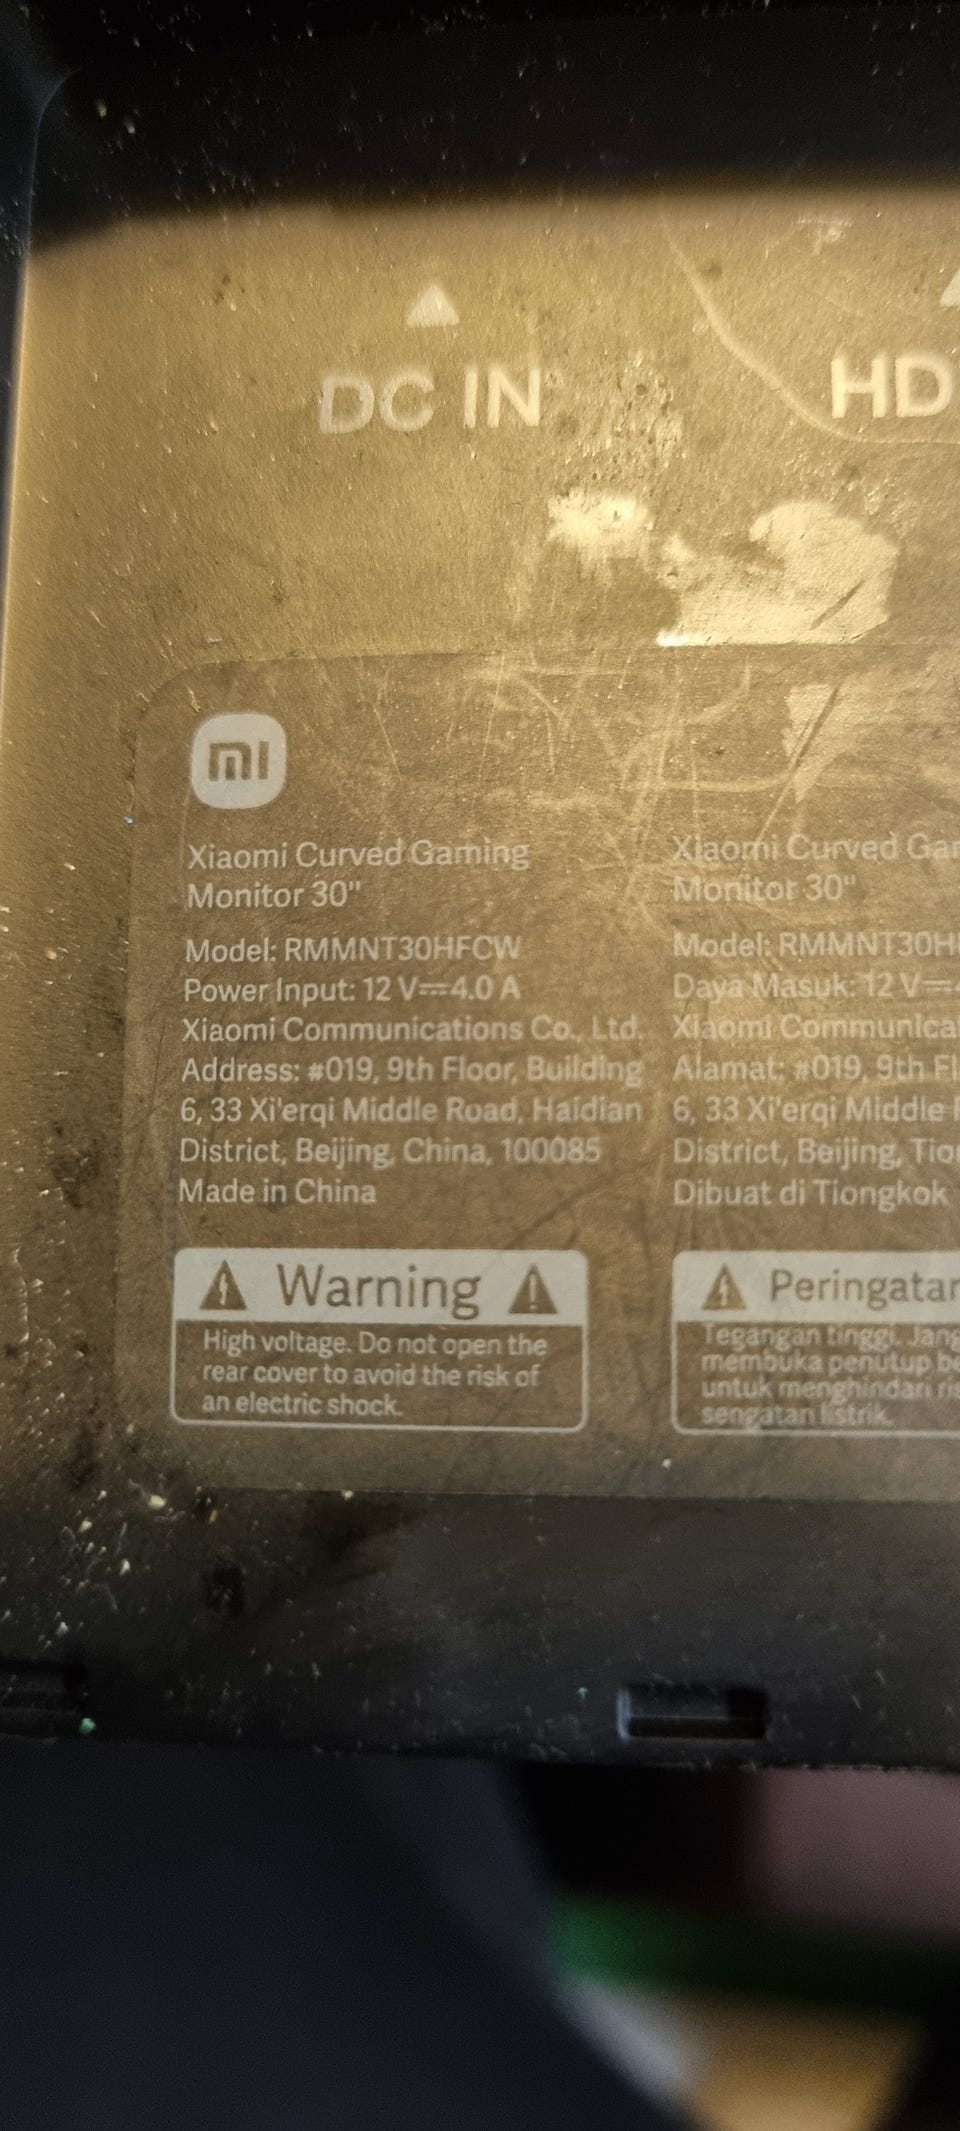 DC IN
HD
mi
Xiaomi Curved Gaming
Monitor 30"
Model: RMMNT30HFCW
Power Input: 12 V⎓4.0 A
Xiaomi Communications Co., Ltd.
Address: #019, 9th Floor, Building
6, 33 Xi'erqi Middle Road, Haidian
District, Beijing, China, 100085
Made in China
Warning
High voltage. Do not open the
rear cover to avoid the risk of
an electric shock.
Xiaomi Curved
Monitor 30"
Model:
Daya Masuk: 12 V⎓
Xiaomi
Alamat: #019, 9th
6, 33 Xi'erqi Middle
District, Beijing,
Dibuat di Tiongkok
Peringatan
Tegangan tinggi.
membuka penutup
untuk menghindari
sengatan listrik.